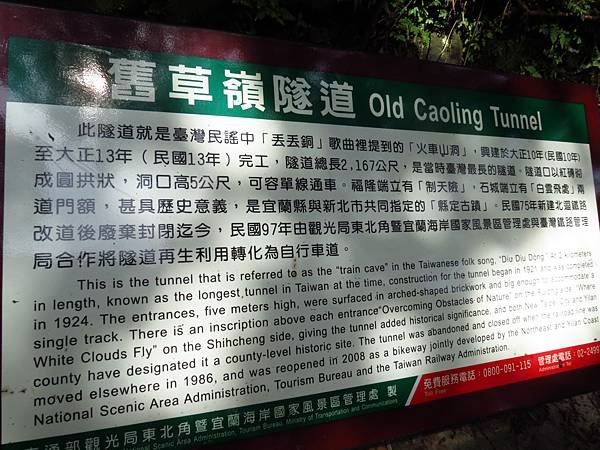 舊草嶺隧道 Old Caoling Tunnel
此隧道就是臺灣民謠中「丟丟銅」歌曲裡提到的「火車山洞」，興建於大正10年(民國10年)
至大正13年（民國13年）完工，隧道總長2,167公尺，是當時臺灣最長的隧道。隧道口以紅磚砌
成圓拱狀，洞口高5公尺，可容單線通車。福隆端立有「制天險」，石城端立有「白雲飛處」兩
道門額，甚具歷史意義，是宜蘭縣與新北市共同指定的「縣定古蹟」。民國75年新建北迴鐵路
改道後廢棄封閉迄今，民國97年由觀光局東北角暨宜蘭海岸國家風景區管理處與臺灣鐵路管理
局合作將隧道再生利用轉化為自行車道。
This is the tunnel that is referred to as the "train cave" in the Taiwanese folk song, "Diu Diu Dong." At 2 kilometers
in length, known as the longest tunnel in Taiwan at the time, construction for the tunnel began in 1921 and was completed
in 1924. The entrances, five meters high, were surfaced in arched-shaped brickwork and big enough to accommodate a
single track. There is an inscription above each entrance"Overcoming Obstacles of Nature" on the side "Where
White Clouds Fly" on the Shihcheng side, giving the tunnel added historical significance, and both New Taipei City and Yilan
county have designated it a county-level historic site. The tunnel was abandoned and closed off when the railroad line was
moved elsewhere in 1986, and was reopened in 2008 as a bikeway jointly developed by the Northeast and Yilan Coast
National Scenic Area Administration, Tourism Bureau and the Taiwan Railway Administration.
交通部觀光局東北角暨宜蘭海岸國家風景區管理處 製
National Scenic Area Administration, Tourism Bureau, Ministry of Transportation and Communications
免費服務電話：0800-091-115 管理處電話：02-2499
Toll Free